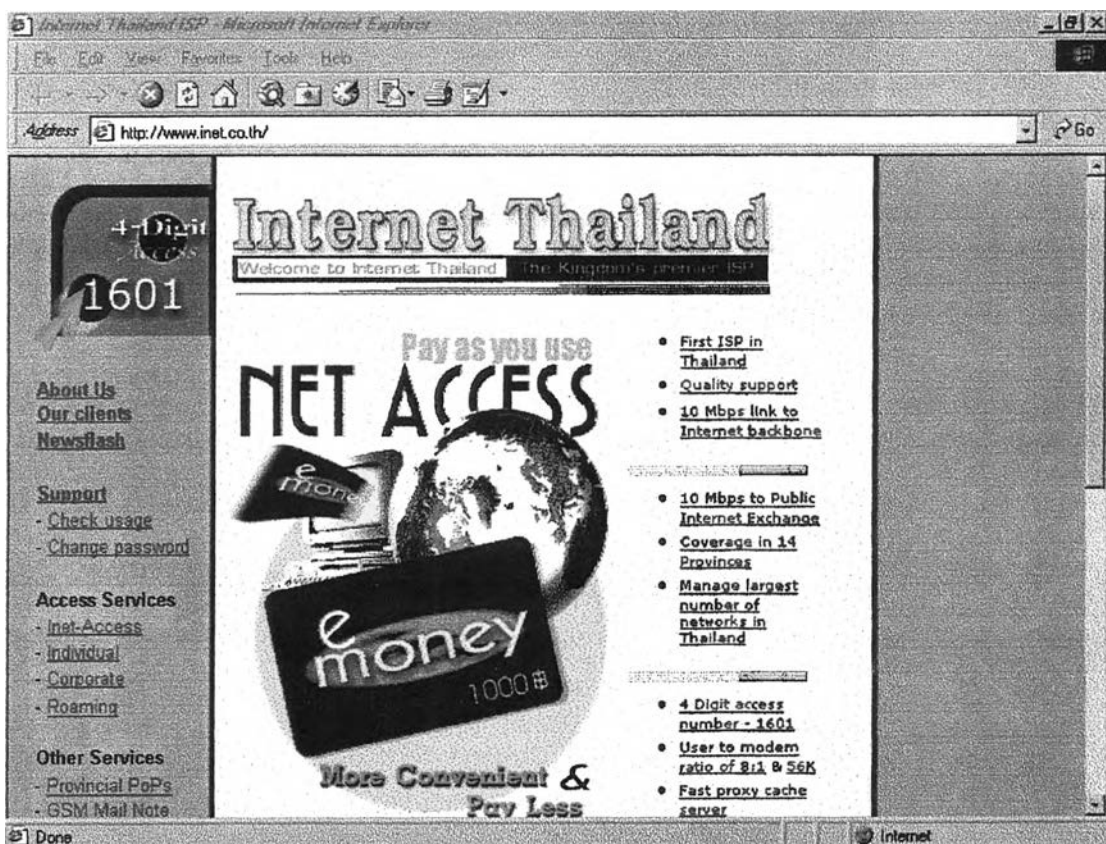 Internet Thailand ISP - Microsoft Internet Explorer
File Edit View Favorites Tools Help
Address http://www.inet.co.th/
Go
4-Digit
Access
1601
About Us
Our clients
Newsflash
Support
- Check usage
- Change password
Access Services
- Inet-Access
- Individual
- Corporate
- Roaming
Other Services
- Provincial PoPs
- GSM Mail Note
Internet Thailand
Welcome to Internet Thailand The Kingdom's premier ISP
Pay as you use
NET ACCESS
e
money
e
money
1000฿
More Convenient &
Pay Less
• First ISP in
Thailand
• Quality support
• 10 Mbps link to
Internet backbone
• 10 Mbps to Public
Internet Exchange
• Coverage in 14
Provinces
• Manage largest
number of
networks in
Thailand
• 4 Digit access
number - 1601
• User to modem
ratio of 8:1 & 56K
• Fast proxy cache
server
Done
Internet